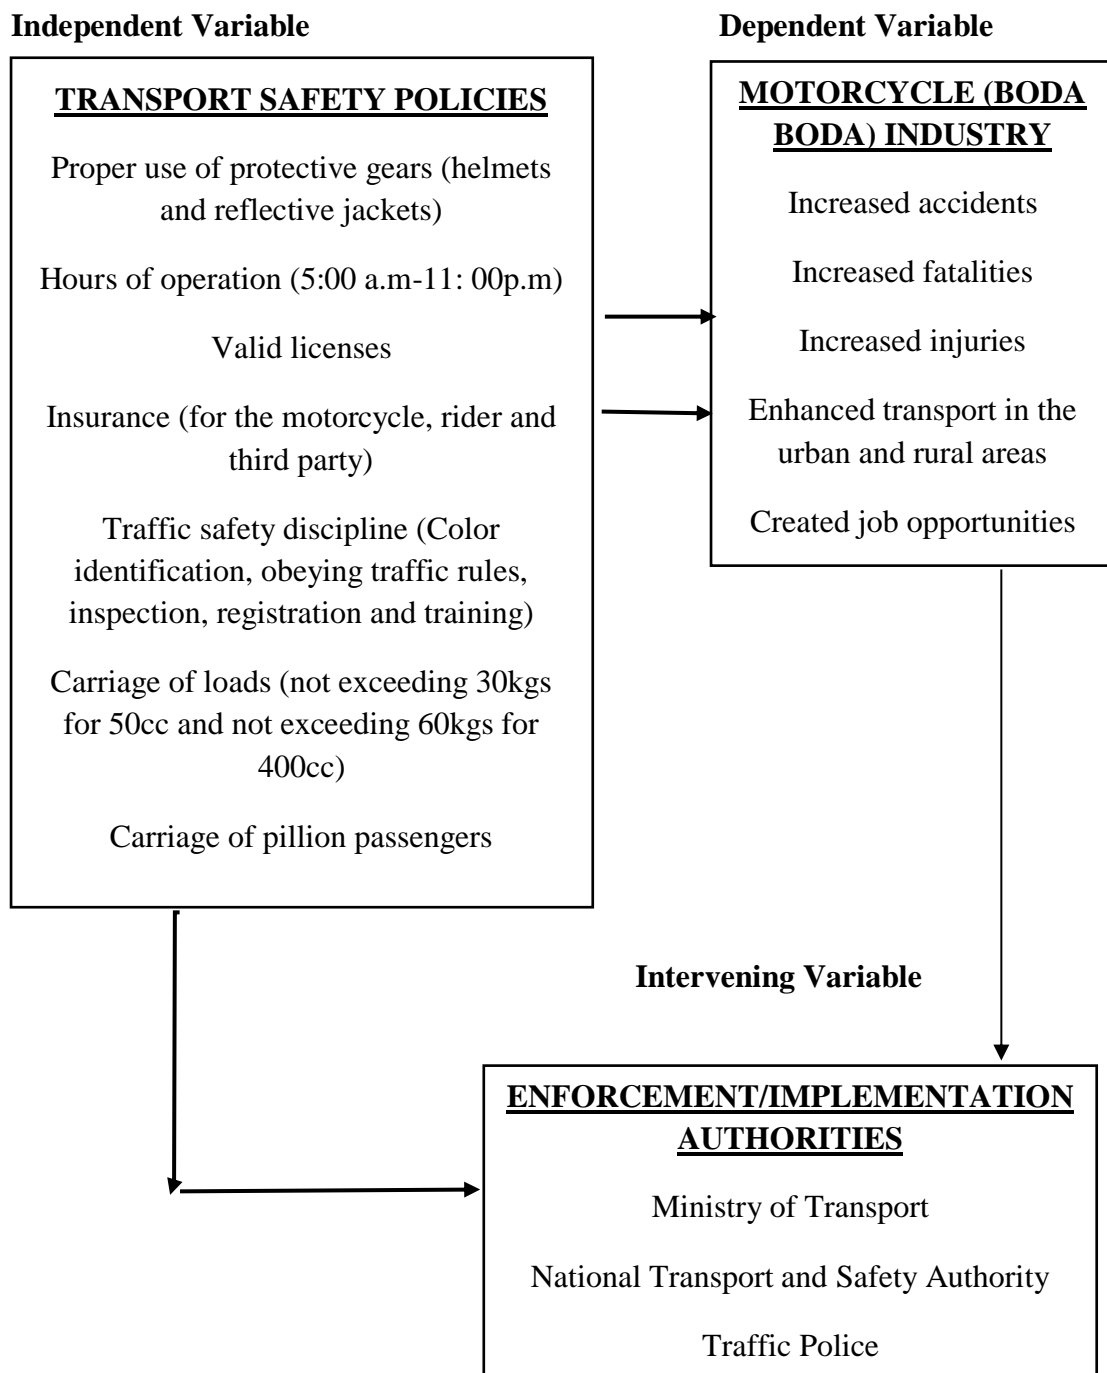 Independent Variable
Dependent Variable
TRANSPORT SAFETY POLICIES
Proper use of protective gears (helmets
and reflective jackets)
Hours of operation (5:00 a.m-11: 00p.m)
Valid licenses
Insurance (for the motorcycle, rider and
third party)
Traffic safety discipline (Color
identification, obeying traffic rules,
inspection, registration and training)
Carriage of loads (not exceeding 30kgs
for 50cc and not exceeding 60kgs for
400cc)
Carriage of pillion passengers
MOTORCYCLE (BODA
BODA) INDUSTRY
Increased accidents
Increased fatalities
Increased injuries
Enhanced transport in the
urban and rural areas
Created job opportunities
Intervening Variable
ENFORCEMENT/IMPLEMENTATION
AUTHORITIES
Ministry of Transport
National Transport and Safety Authority
Traffic Police